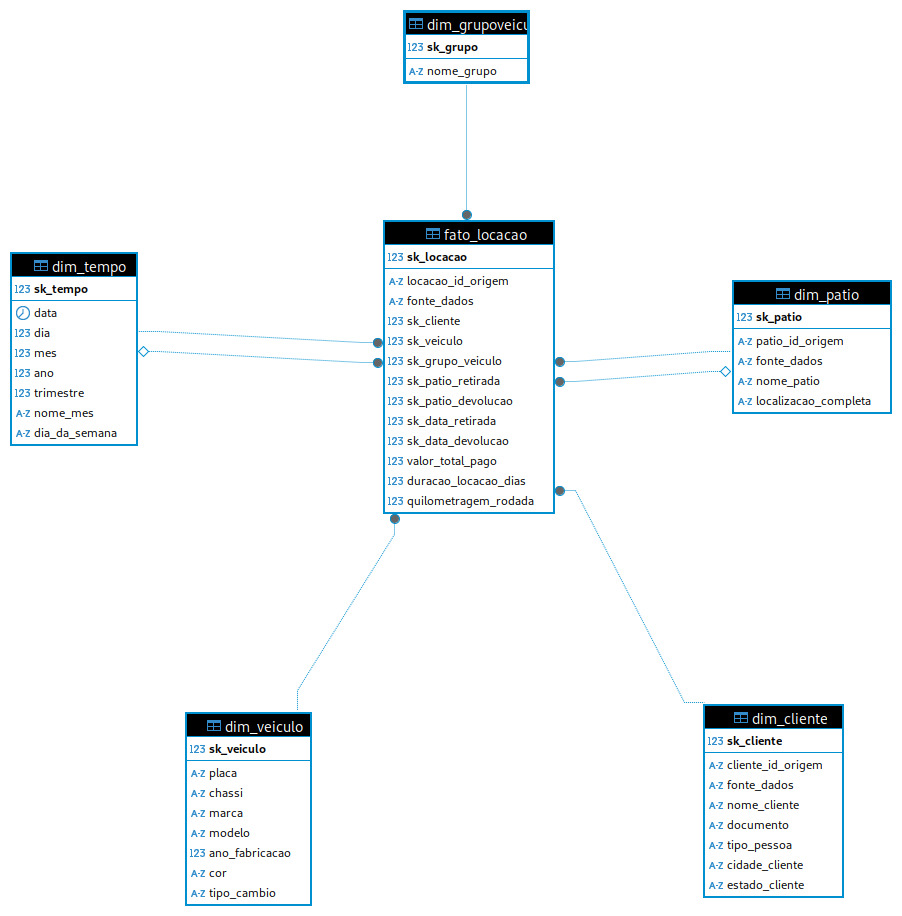 dim_grupoveicu
123 sk_grupo
A-Z nome_grupo
fato_locacao
123 sk_locacao
A-Z locacao_id_origem
A-Z fonte_dados
123 sk_cliente
123 sk_veiculo
123 sk_grupo_veiculo
123 sk_patio_retirada
123 sk_patio_devolucao
123 sk_data_retirada
123 sk_data_devolucao
123 valor_total_pago
123 duracao_locacao_dias
123 quilometragem_rodada
dim_tempo
123 sk_tempo
data
123 dia
123 mes
123 ano
123 trimestre
A-Z nome_mes
A-Z dia_da_semana
dim_patio
123 sk_patio
A-Z patio_id_origem
A-Z fonte_dados
A-Z nome_patio
A-Z localizacao_completa
dim_veiculo
123 sk_veiculo
A-Z placa
A-Z chassi
A-Z marca
A-Z modelo
123 ano_fabricacao
A-Z cor
A-Z tipo_cambio
dim_cliente
123 sk_cliente
A-Z cliente_id_origem
A-Z fonte_dados
A-Z nome_cliente
A-Z documento
A-Z tipo_pessoa
A-Z cidade_cliente
A-Z estado_cliente